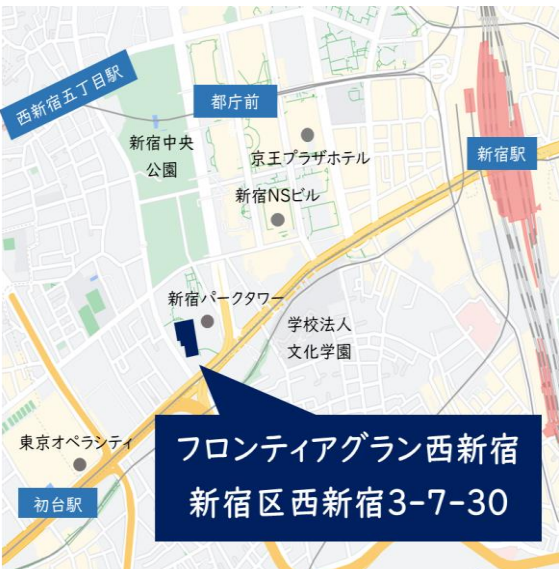 西新宿五丁目駅
都庁前
新宿中央
公園
京王プラザホテル
新宿駅
新宿NSビル
新宿パークタワー
学校法人
文化学園
東京オペラシティ
フロンティアグラン西新宿
新宿区西新宿3-7-30
初台駅